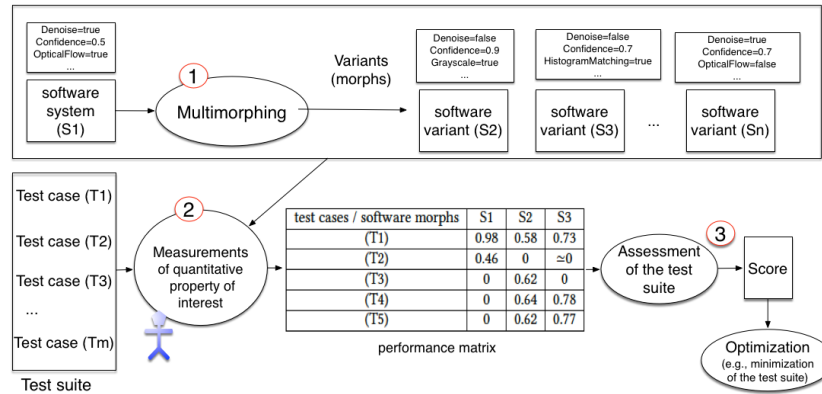 Denoise=true
Confidence=0.5
OpticalFlow=true
...
software
system
(S1)
1
Multimorphing
Variants
(morphs)
Denoise=false
Confidence=0.9
Grayscale=true
...
software
variant (S2)
Denoise=false
Confidence=0.7
HistogramMatching=true
...
software
variant (S3)
...
Denoise=true
Confidence=0.7
OpticalFlow=false
...
software
variant (Sn)
Test case (T1)
Test case (T2)
Test case (T3)
...
Test case (Tm)
Test suite
2
Measurements
of quantitative
property of
interest
test cases / software morphs S1 S2 S3
(T1) 0.98 0.58 0.73
(T2) 0.46 0 ≃0
(T3) 0 0.62 0
(T4) 0 0.64 0.78
(T5) 0 0.62 0.77
performance matrix
3
Assessment
of the test
suite
Score
Optimization
(e.g., minimization
of the test suite)